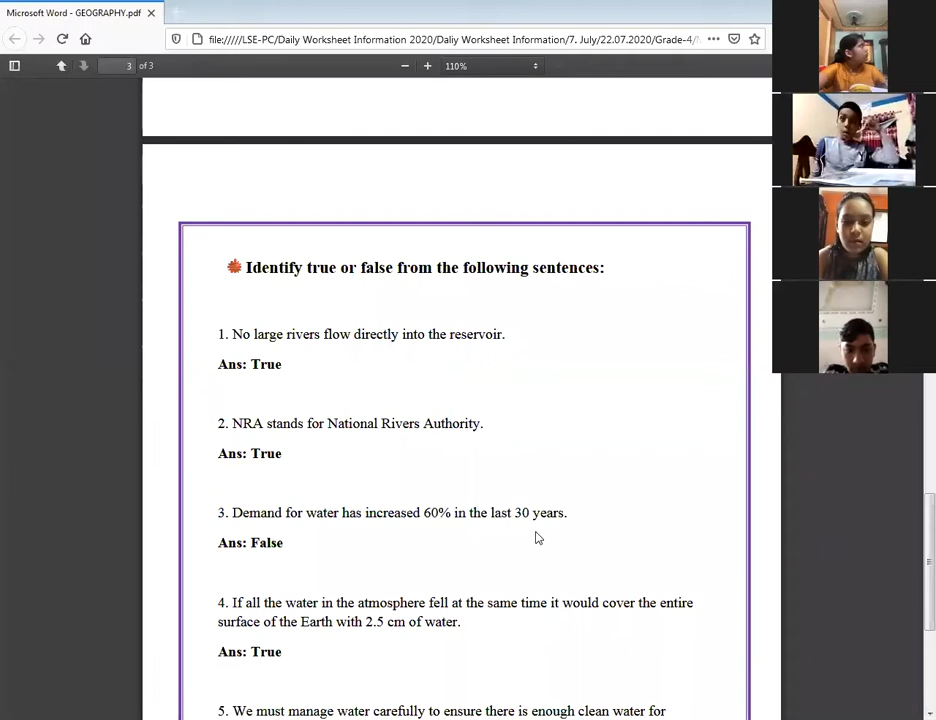 Microsoft Word - GEOGRAPHY.pdf
file://///LSE-PC/Daily Worksheet Information 2020/Daliy Worksheet Information/7. July/22.07.2020/Grade-4/
3 of 3
110%
Identify true or false from the following sentences:
1. No large rivers flow directly into the reservoir.
Ans: True
2. NRA stands for National Rivers Authority.
Ans: True
3. Demand for water has increased 60% in the last 30 years.
Ans: False
4. If all the water in the atmosphere fell at the same time it would cover the entire
surface of the Earth with 2.5 cm of water.
Ans: True
5. We must manage water carefully to ensure there is enough clean water for